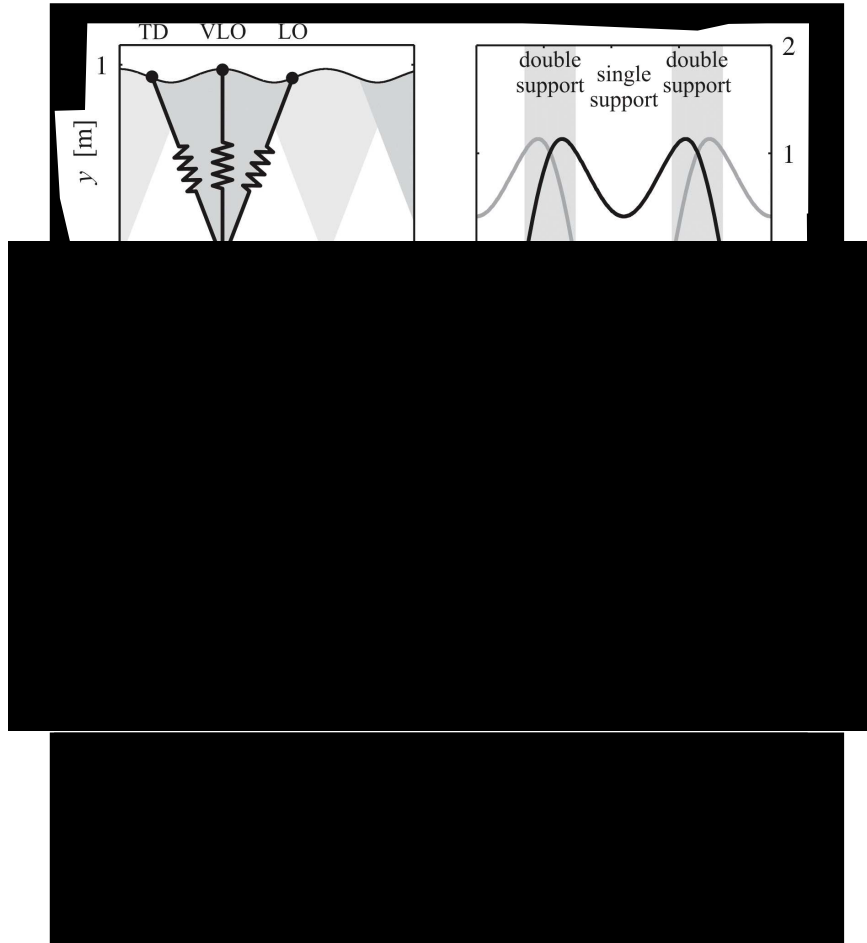 TD VLO LO
1
y [m]
2
double
support
single
support
double
support
1